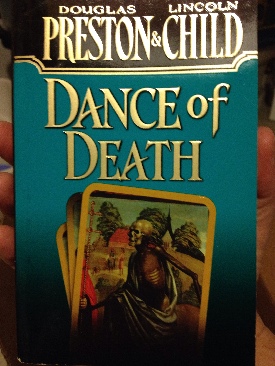 DOUGLAS LINCOLN
PRESTON & CHILD
DANCE of
DEATH